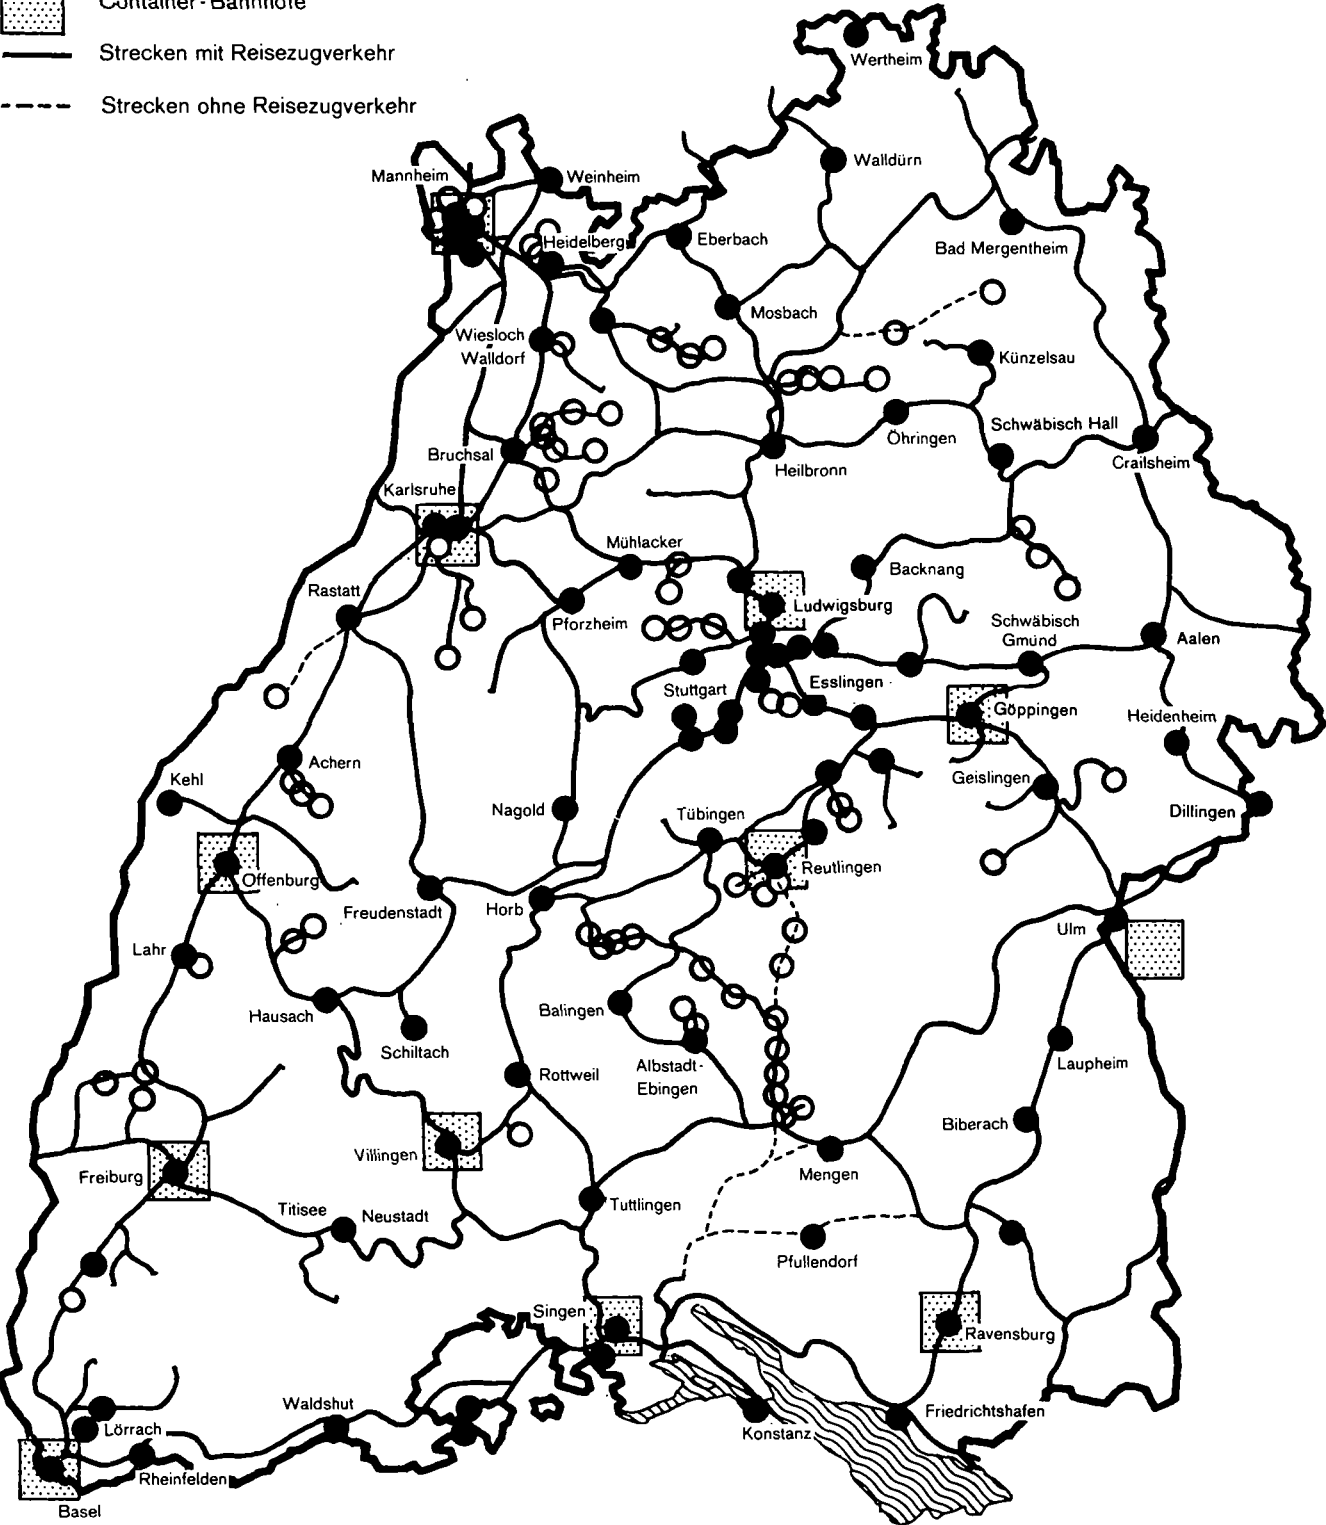 Container-Bahnhöfe
Strecken mit Reisezugverkehr
Strecken ohne Reisezugverkehr
Wertheim
Mannheim
Weinheim
Walldürn
Heidelberg
Eberbach
Bad Mergentheim
Mosbach
Wiesloch
Walldorf
Künzelsau
Bruchsal
Öhringen
Schwäbisch Hall
Heilbronn
Crailsheim
Karlsruhe
Mühlacker
Backnang
Rastatt
Pforzheim
Ludwigsburg
Schwäbisch
Gmünd
Aalen
Stuttgart
Esslingen
Göppingen
Heidenheim
Achern
Kehl
Geislingen
Nagold
Tübingen
Dillingen
Reutlingen
Offenburg
Freudenstadt
Horb
Ulm
Lahr
Hausach
Balingen
Schiltach
Albstadt-
Ebingen
Laupheim
Rottweil
Biberach
Villingen
Freiburg
Mengen
Titisee
Neustadt
Tuttlingen
Pfullendorf
Singen
Ravensburg
Waldshut
Friedrichtshafen
Lörrach
Konstanz
Rheinfelden
Basel